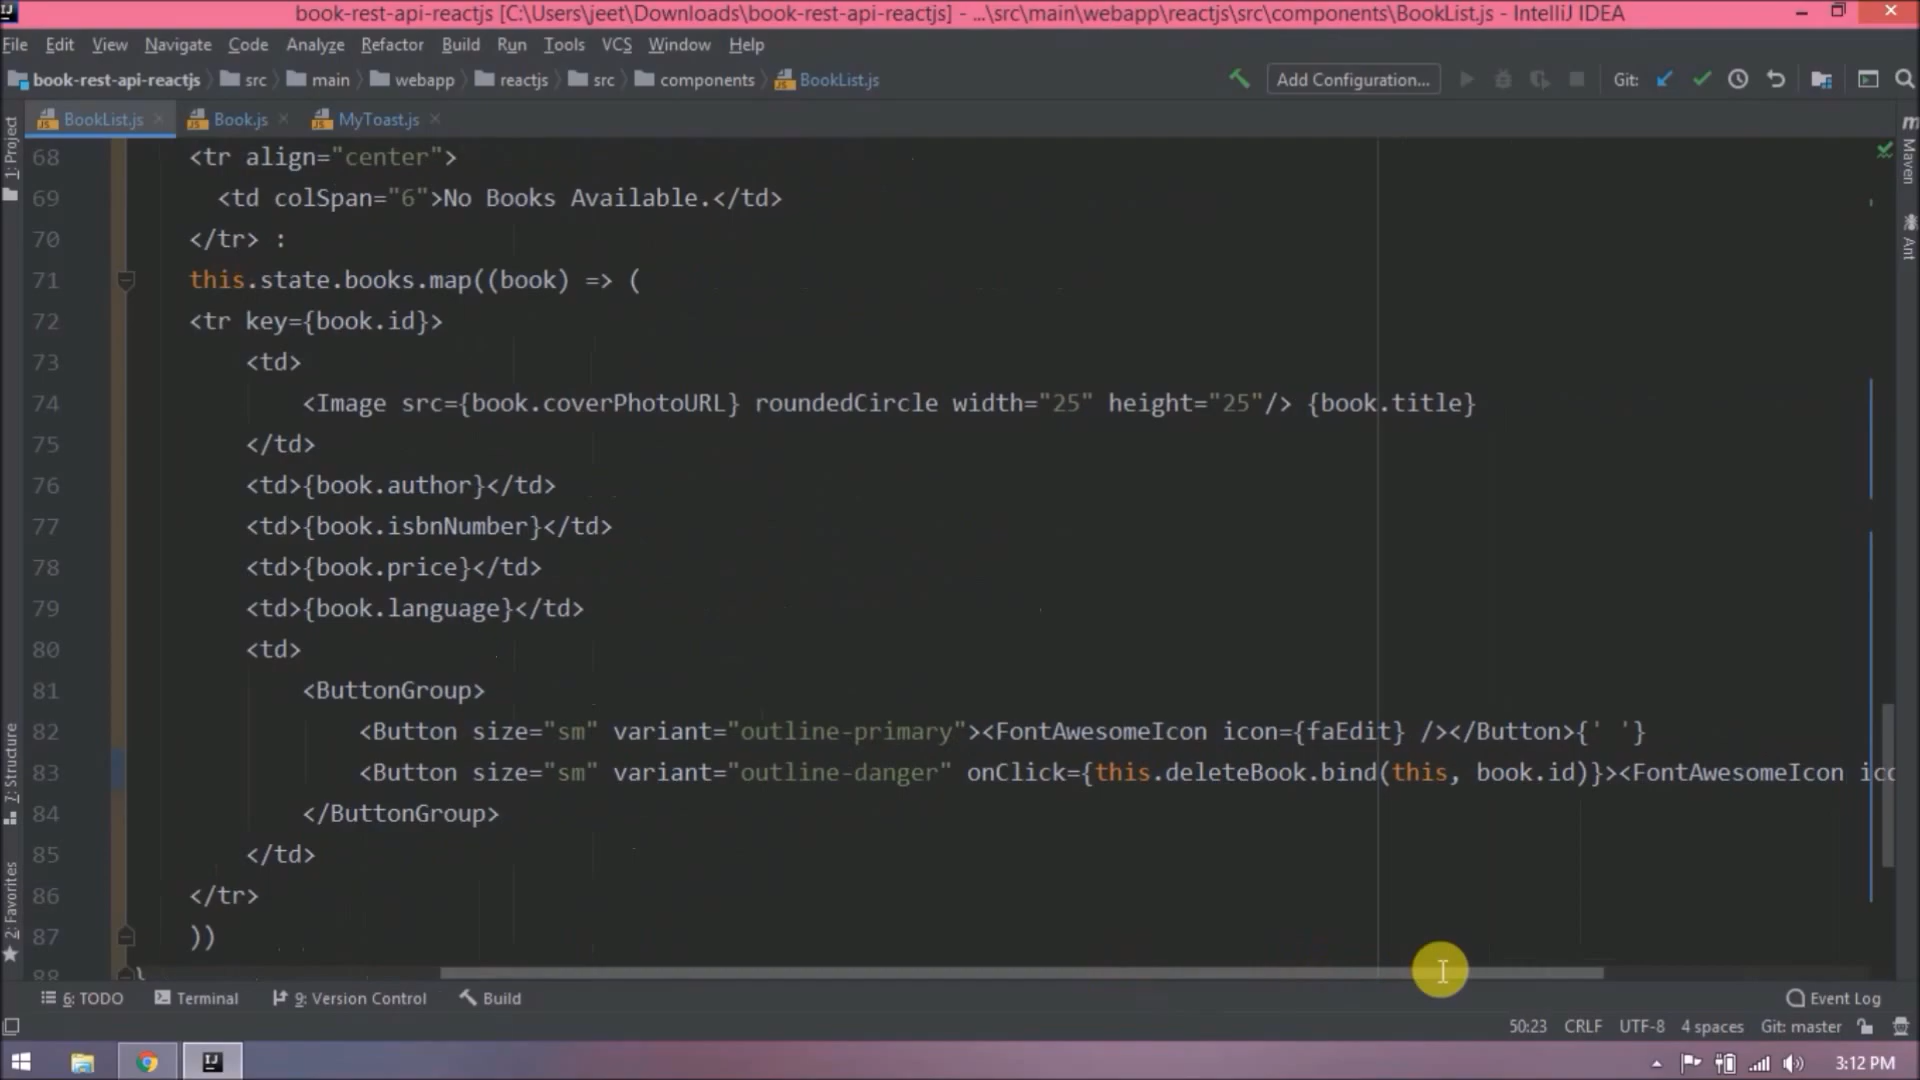 book-rest-api-reactjs [C:\Users\jeet\Downloads\book-rest-api-reactjs] - ...\src\main\webapp\reactjs\src\components\BookList.js - IntelliJ IDEA
File Edit View Navigate Code Analyze Refactor Build Run Tools VCS Window Help
book-rest-api-reactjs src main webapp reactjs src components BookList.js Add Configuration... Git:
BookList.js Book.js MyToast.js
1: Project
7: Structure
2: Favorites
Maven
Ant
68 <tr align="center">
69 <td colSpan="6">No Books Available.</td>
70 </tr> :
71 this.state.books.map((book) => (
72 <tr key={book.id}>
73 <td>
74 <Image src={book.coverPhotoURL} roundedCircle width="25" height="25"/> {book.title}
75 </td>
76 <td>{book.author}</td>
77 <td>{book.isbnNumber}</td>
78 <td>{book.price}</td>
79 <td>{book.language}</td>
80 <td>
81 <ButtonGroup>
82 <Button size="sm" variant="outline-primary"><FontAwesomeIcon icon={faEdit} /></Button>{' '}
83 <Button size="sm" variant="outline-danger" onClick={this.deleteBook.bind(this, book.id)}><FontAwesomeIcon ico
84 </ButtonGroup>
85 </td>
86 </tr>
87 ))
88 }
6: TODO Terminal 9: Version Control Build Event Log
50:23 CRLF UTF-8 4 spaces Git: master
3:12 PM